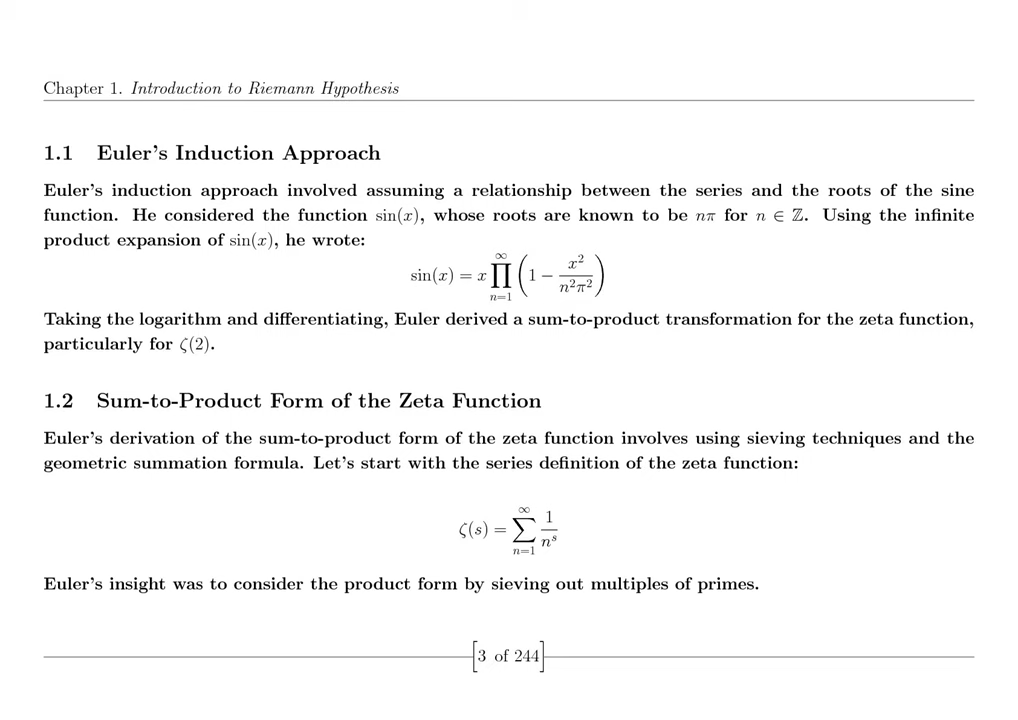 Chapter 1. Introduction to Riemann Hypothesis
1.1 Euler's Induction Approach
Euler's induction approach involved assuming a relationship between the series and the roots of the sine
function. He considered the function sin(x), whose roots are known to be nπ for n ∈ ℤ. Using the infinite
product expansion of sin(x), he wrote:
sin(x) = x ∏_{n=1}^{∞} (1 − x²/(n²π²))
Taking the logarithm and differentiating, Euler derived a sum-to-product transformation for the zeta function,
particularly for ζ(2).
1.2 Sum-to-Product Form of the Zeta Function
Euler's derivation of the sum-to-product form of the zeta function involves using sieving techniques and the
geometric summation formula. Let's start with the series definition of the zeta function:
ζ(s) = ∑_{n=1}^{∞} 1/n^s
Euler's insight was to consider the product form by sieving out multiples of primes.
[3 of 244]